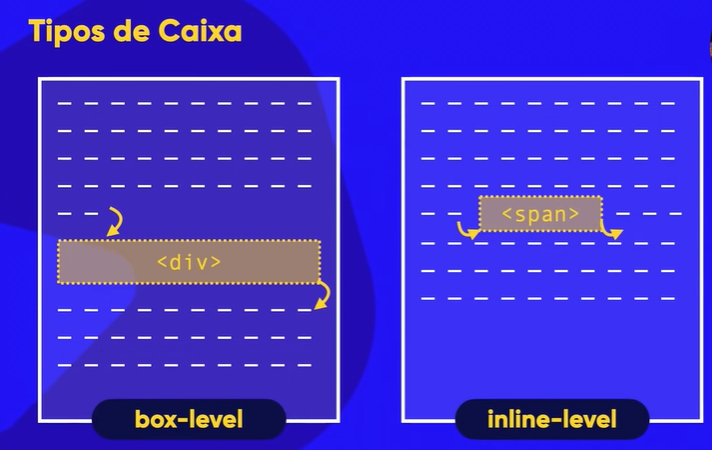 Tipos de Caixa
<div>
<span>
box-level
inline-level